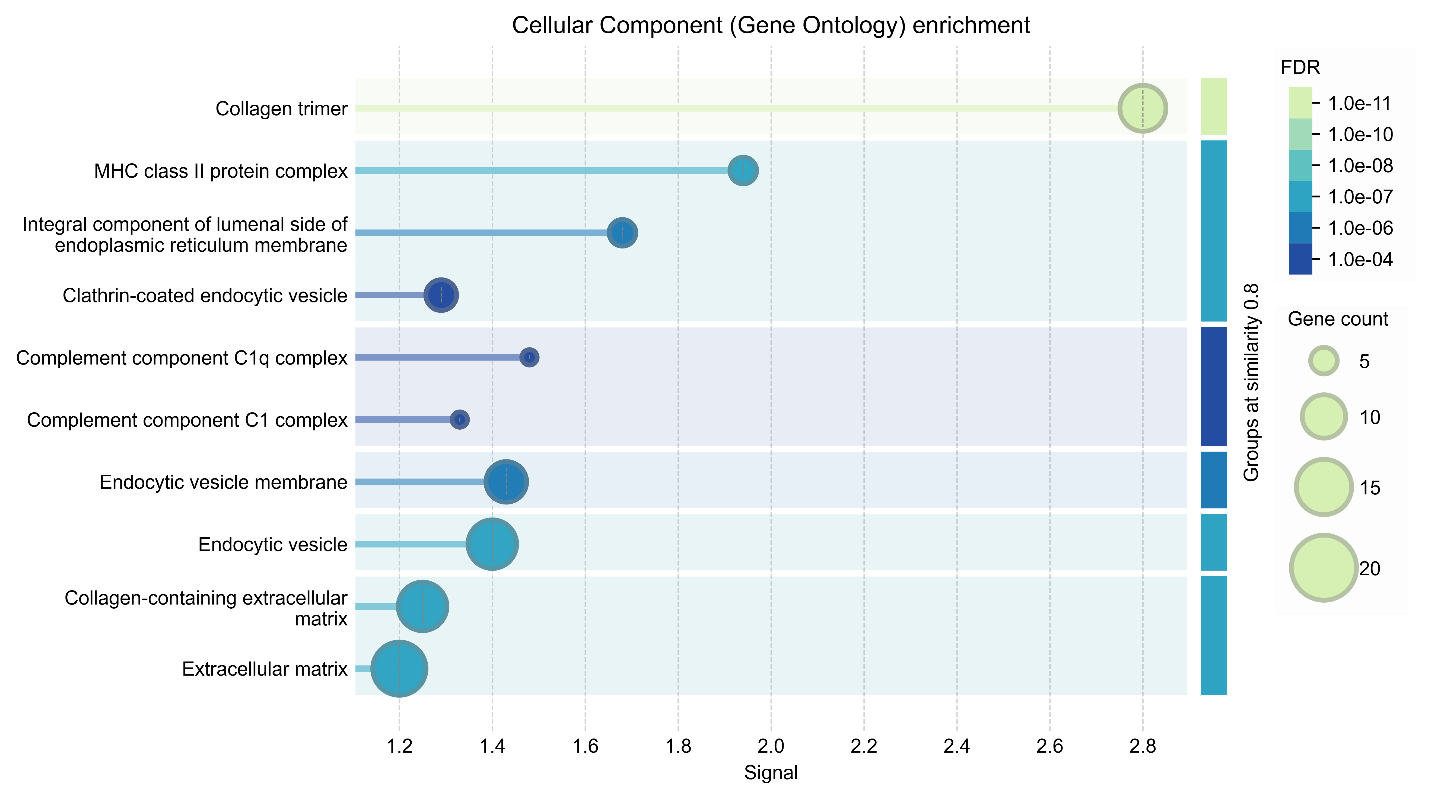 Cellular Component (Gene Ontology) enrichment
Collagen trimer
MHC class II protein complex
Integral component of lumenal side of
endoplasmic reticulum membrane
Clathrin-coated endocytic vesicle
Complement component C1q complex
Complement component C1 complex
Endocytic vesicle membrane
Endocytic vesicle
Collagen-containing extracellular
matrix
Extracellular matrix
1.2 1.4 1.6 1.8 2.0 2.2 2.4 2.6 2.8
Signal
Groups at similarity 0.8
FDR
1.0e-11
1.0e-10
1.0e-08
1.0e-07
1.0e-06
1.0e-04
Gene count
5
10
15
20